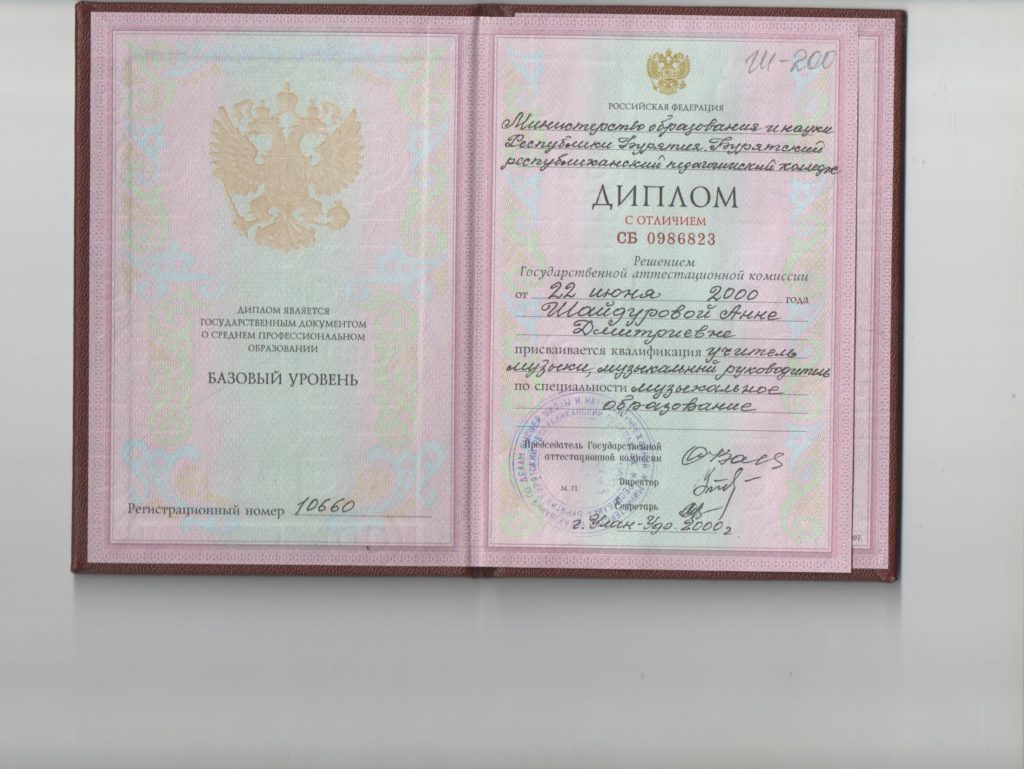 ДИПЛОМ ЯВЛЯЕТСЯ
ГОСУДАРСТВЕННЫМ ДОКУМЕНТОМ
О СРЕДНЕМ ПРОФЕССИОНАЛЬНОМ
ОБРАЗОВАНИИ
БАЗОВЫЙ УРОВЕНЬ
Регистрационный номер 10660
Ш-200
РОССИЙСКАЯ ФЕДЕРАЦИЯ
Министерство образования и науки
Республики Бурятия. Бурятский
республиканский педагогический колледж
ДИПЛОМ
С ОТЛИЧИЕМ
СБ 0986823
Решением
Государственной аттестационной комиссии
от 22 июня 2000 года
Шайдуровой Анне
Дмитриевне
присваивается квалификация учитель
музыки, музыкальный руководитель
по специальности музыкальное
образование
Председатель Государственной
аттестационной комиссии
М. П.
Директор
Секретарь
г. Улан-Удэ. 2000 г.